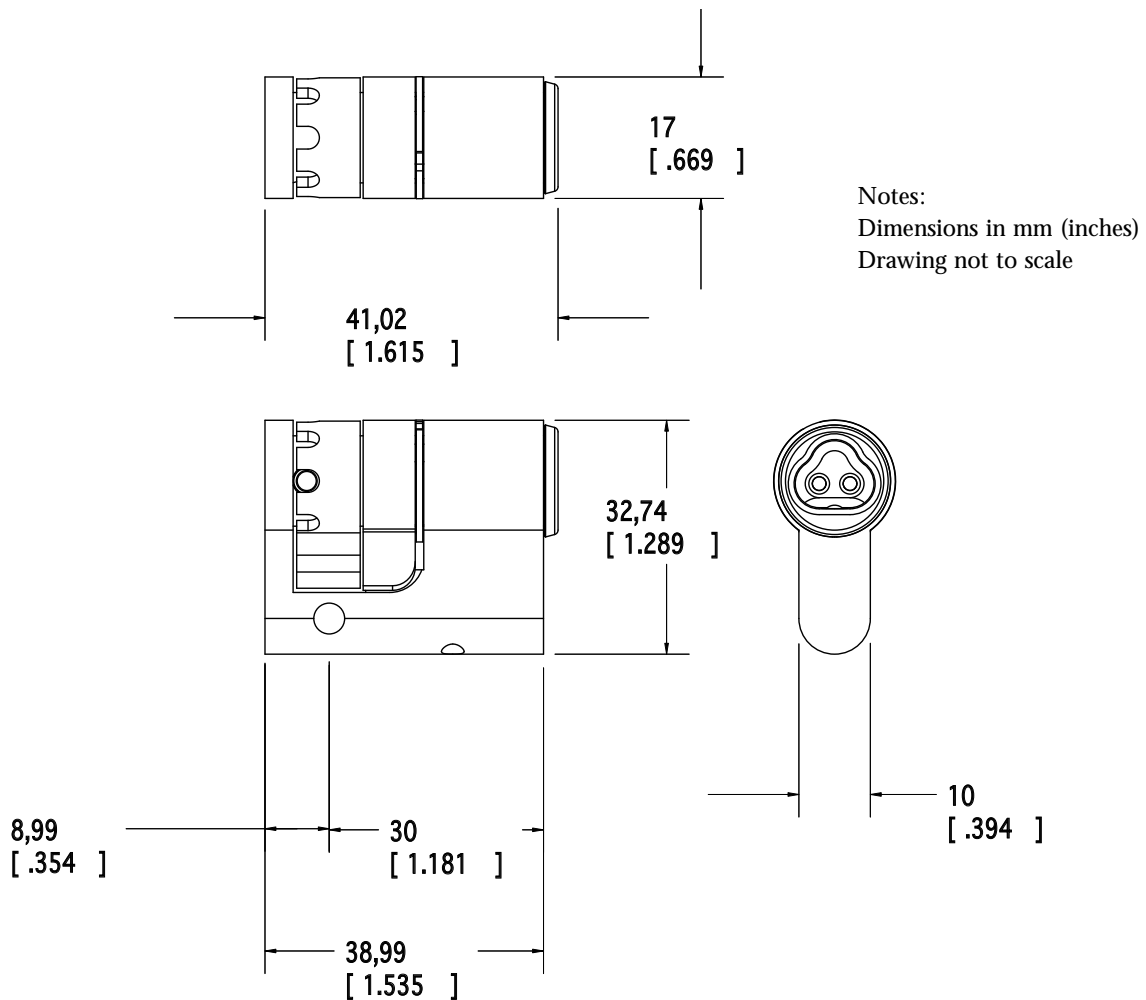 17
[ .669 ]
Notes:
Dimensions in mm (inches)
Drawing not to scale
41,02
[ 1.615 ]
32,74
[ 1.289 ]
10
[ .394 ]
8,99
[ .354 ]
30
[ 1.181 ]
38,99
[ 1.535 ]